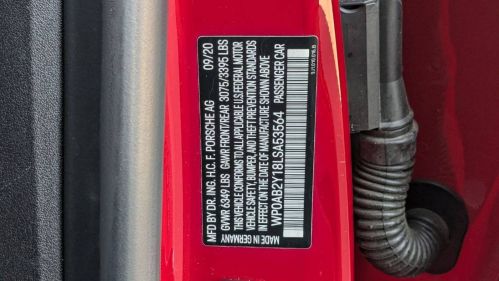 MFD BY DR. ING. H.C. F. PORSCHE AG 09/20
GVWR 6349 LBS GAWR FRONT/REAR 3075/3395 LBS
THIS VEHICLE CONFORMS TO ALL APPLICABLE U.S. FEDERAL MOTOR
VEHICLE SAFETY, BUMPER, AND THEFT PREVENTION STANDARDS
IN EFFECT ON THE DATE OF MANUFACTURE SHOWN ABOVE
WP0AB2Y18LSA53564 PASSENGER CAR
MADE IN GERMANY